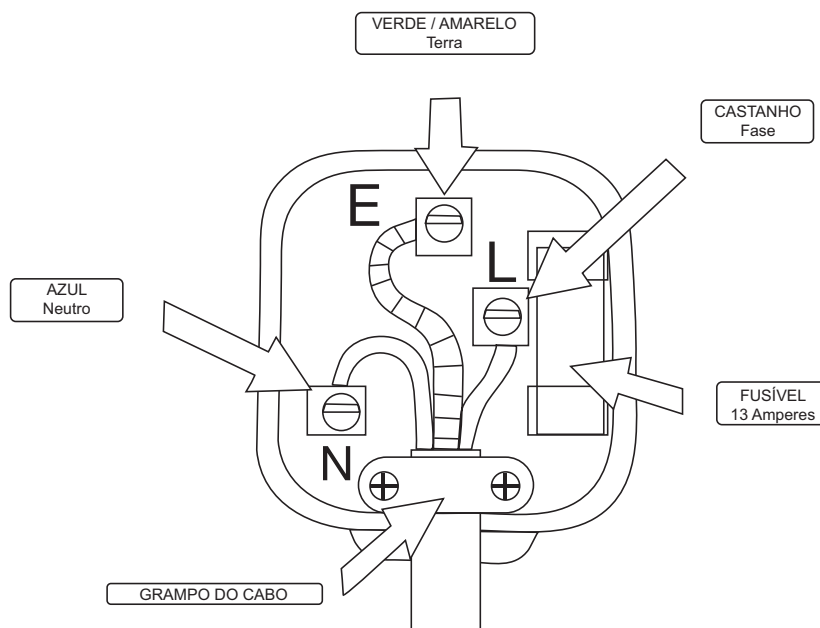 VERDE / AMARELO
Terra
CASTANHO
Fase
E
L
AZUL
Neutro
FUSÍVEL
13 Amperes
N
GRAMPO DO CABO